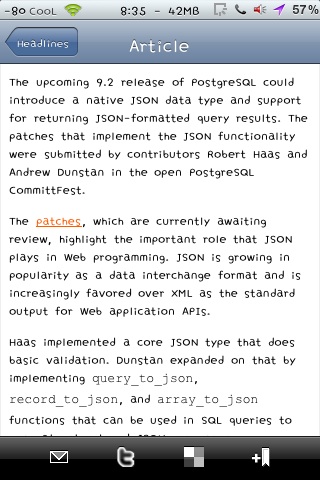 -80 CooL 8:35 - 42MB 57%
Headlines
Article
The upcoming 9.2 release of PostgreSQL could
introduce a native JSON data type and support
for returning JSON-formatted query results. The
patches that implement the JSON functionality
were submitted by contributors Robert Haas and
Andrew Dunstan in the open PostgreSQL
CommittFest.
The patches, which are currently awaiting
review, highlight the important role that JSON
plays in Web programming. JSON is growing in
popularity as a data interchange format and is
increasingly favored over XML as the standard
output for Web application APIs.
Haas implemented a core JSON type that does
basic validation. Dunstan expanded on that by
implementing query_to_json,
record_to_json, and array_to_json
functions that can be used in SQL queries to